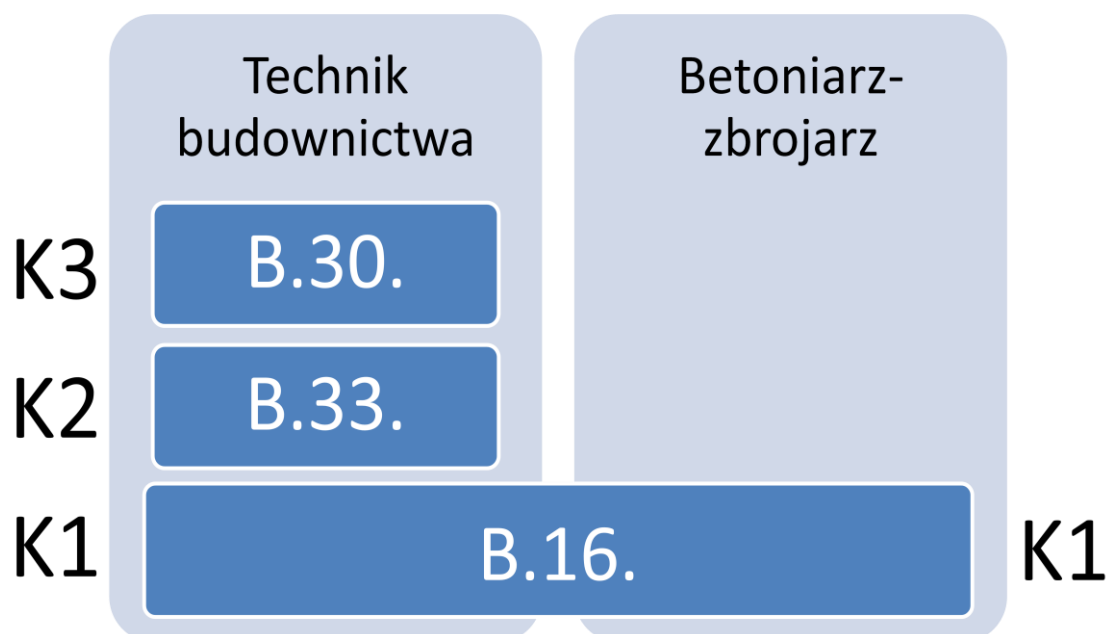 Technik
budownictwa
Betoniarz-
zbrojarz
K3
B.30.
K2
B.33.
K1
B.16.
K1